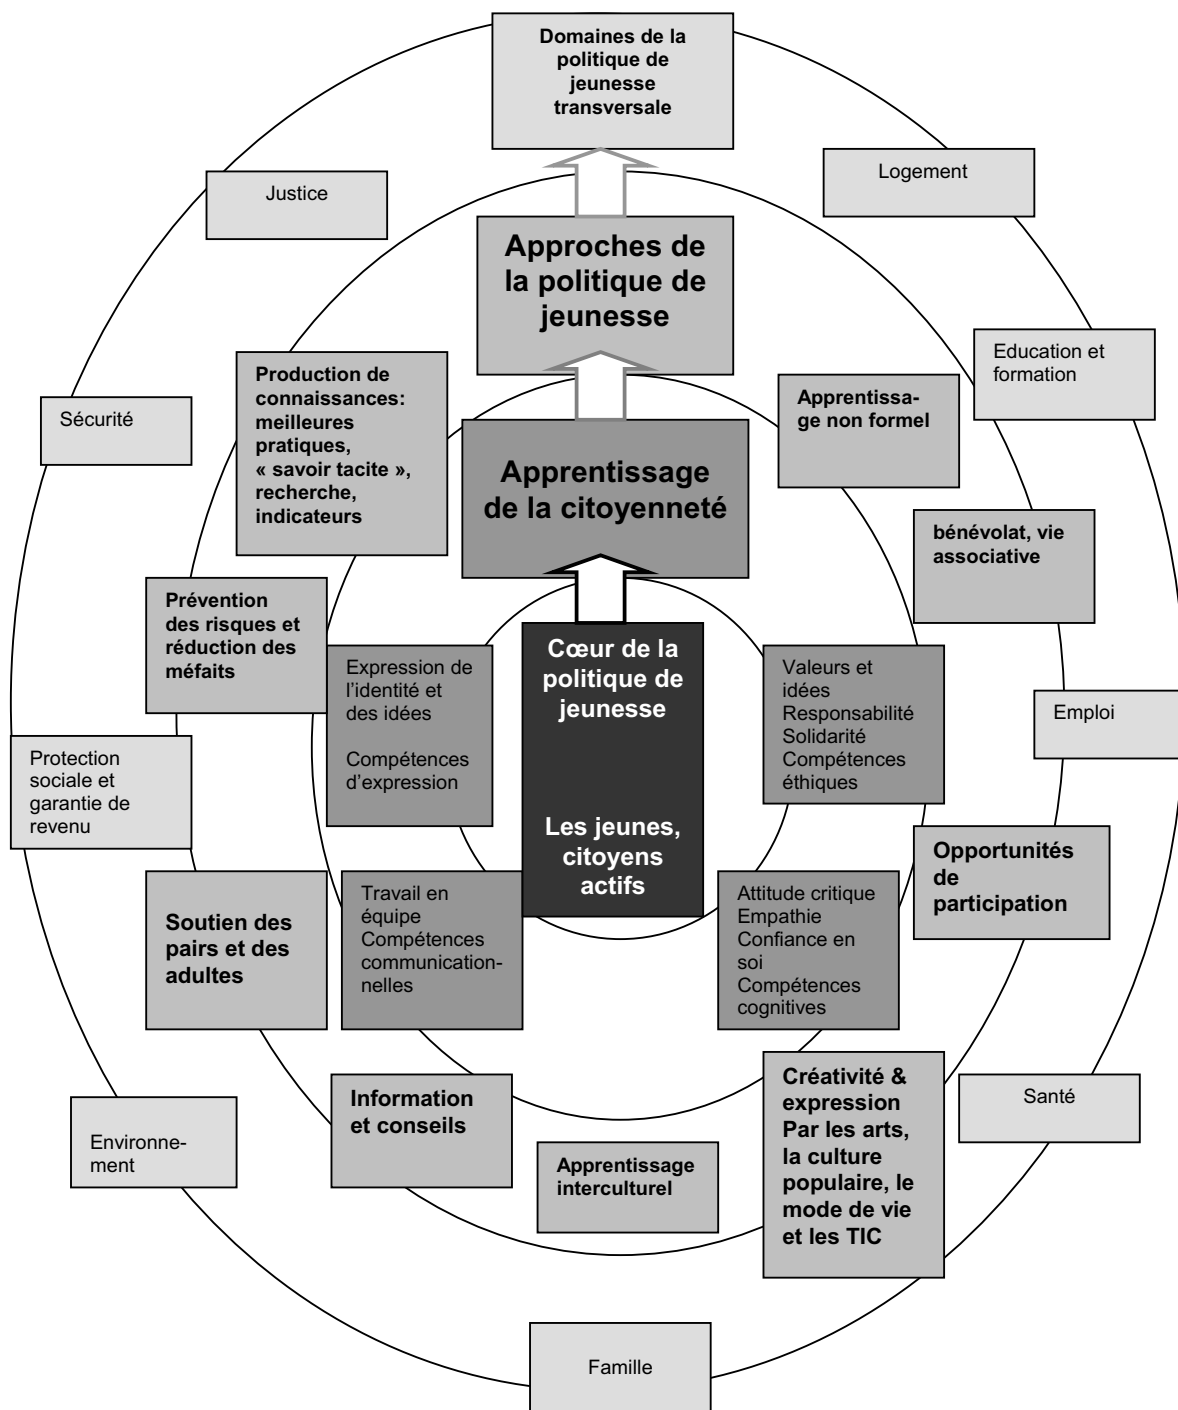 Domaines de la
politique de
jeunesse
transversale
Justice
Logement
Approches de
la politique de
jeunesse
Education et
formation
Production de
connaissances:
meilleures
pratiques,
« savoir tacite »,
recherche,
indicateurs
Apprentissa-
ge non formel
Sécurité
Apprentissage
de la citoyenneté
bénévolat, vie
associative
Prévention
des risques et
réduction des
méfaits
Expression de
l'identité et
des idées
Compétences
d'expression
Cœur de la
politique de
jeunesse
Les jeunes,
citoyens
actifs
Valeurs et
idées
Responsabilité
Solidarité
Compétences
éthiques
Emploi
Protection
sociale et
garantie de
revenu
Opportunités
de
participation
Soutien des
pairs et des
adultes
Travail en
équipe
Compétences
communication-
nelles
Attitude critique
Empathie
Confiance en
soi
Compétences
cognitives
Information
et conseils
Créativité &
expression
Par les arts,
la culture
populaire, le
mode de vie
et les TIC
Santé
Environne-
ment
Apprentissage
interculturel
Famille